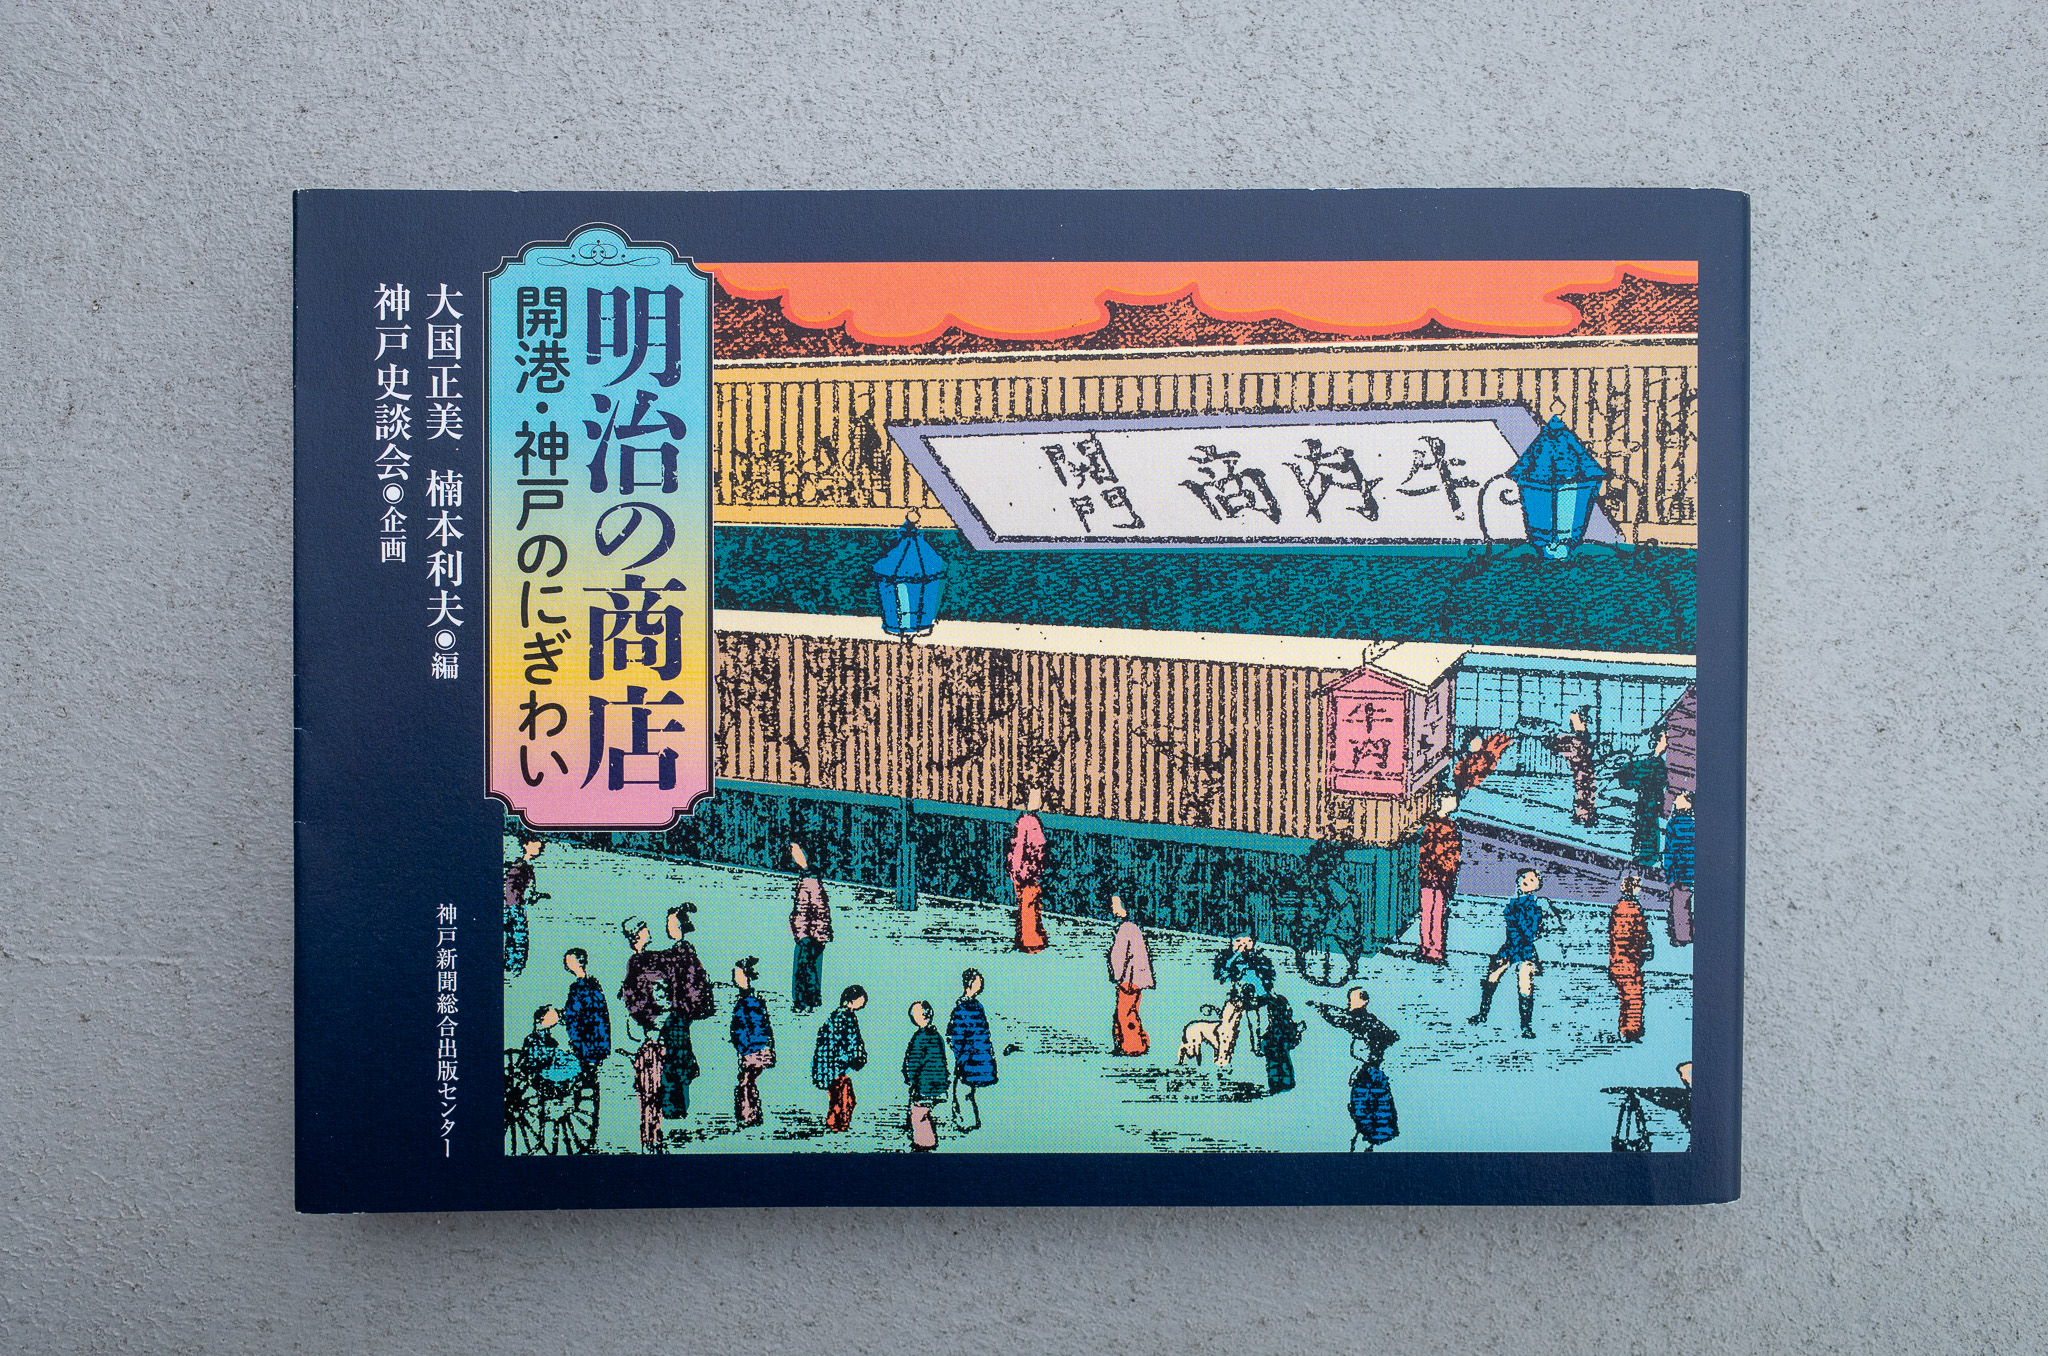 明治の商店
開港・神戸のにぎわい
大国正美 楠本利夫◉編
神戸史談会◉企画
神戸新聞総合出版センター
牛肉商
関門
牛肉